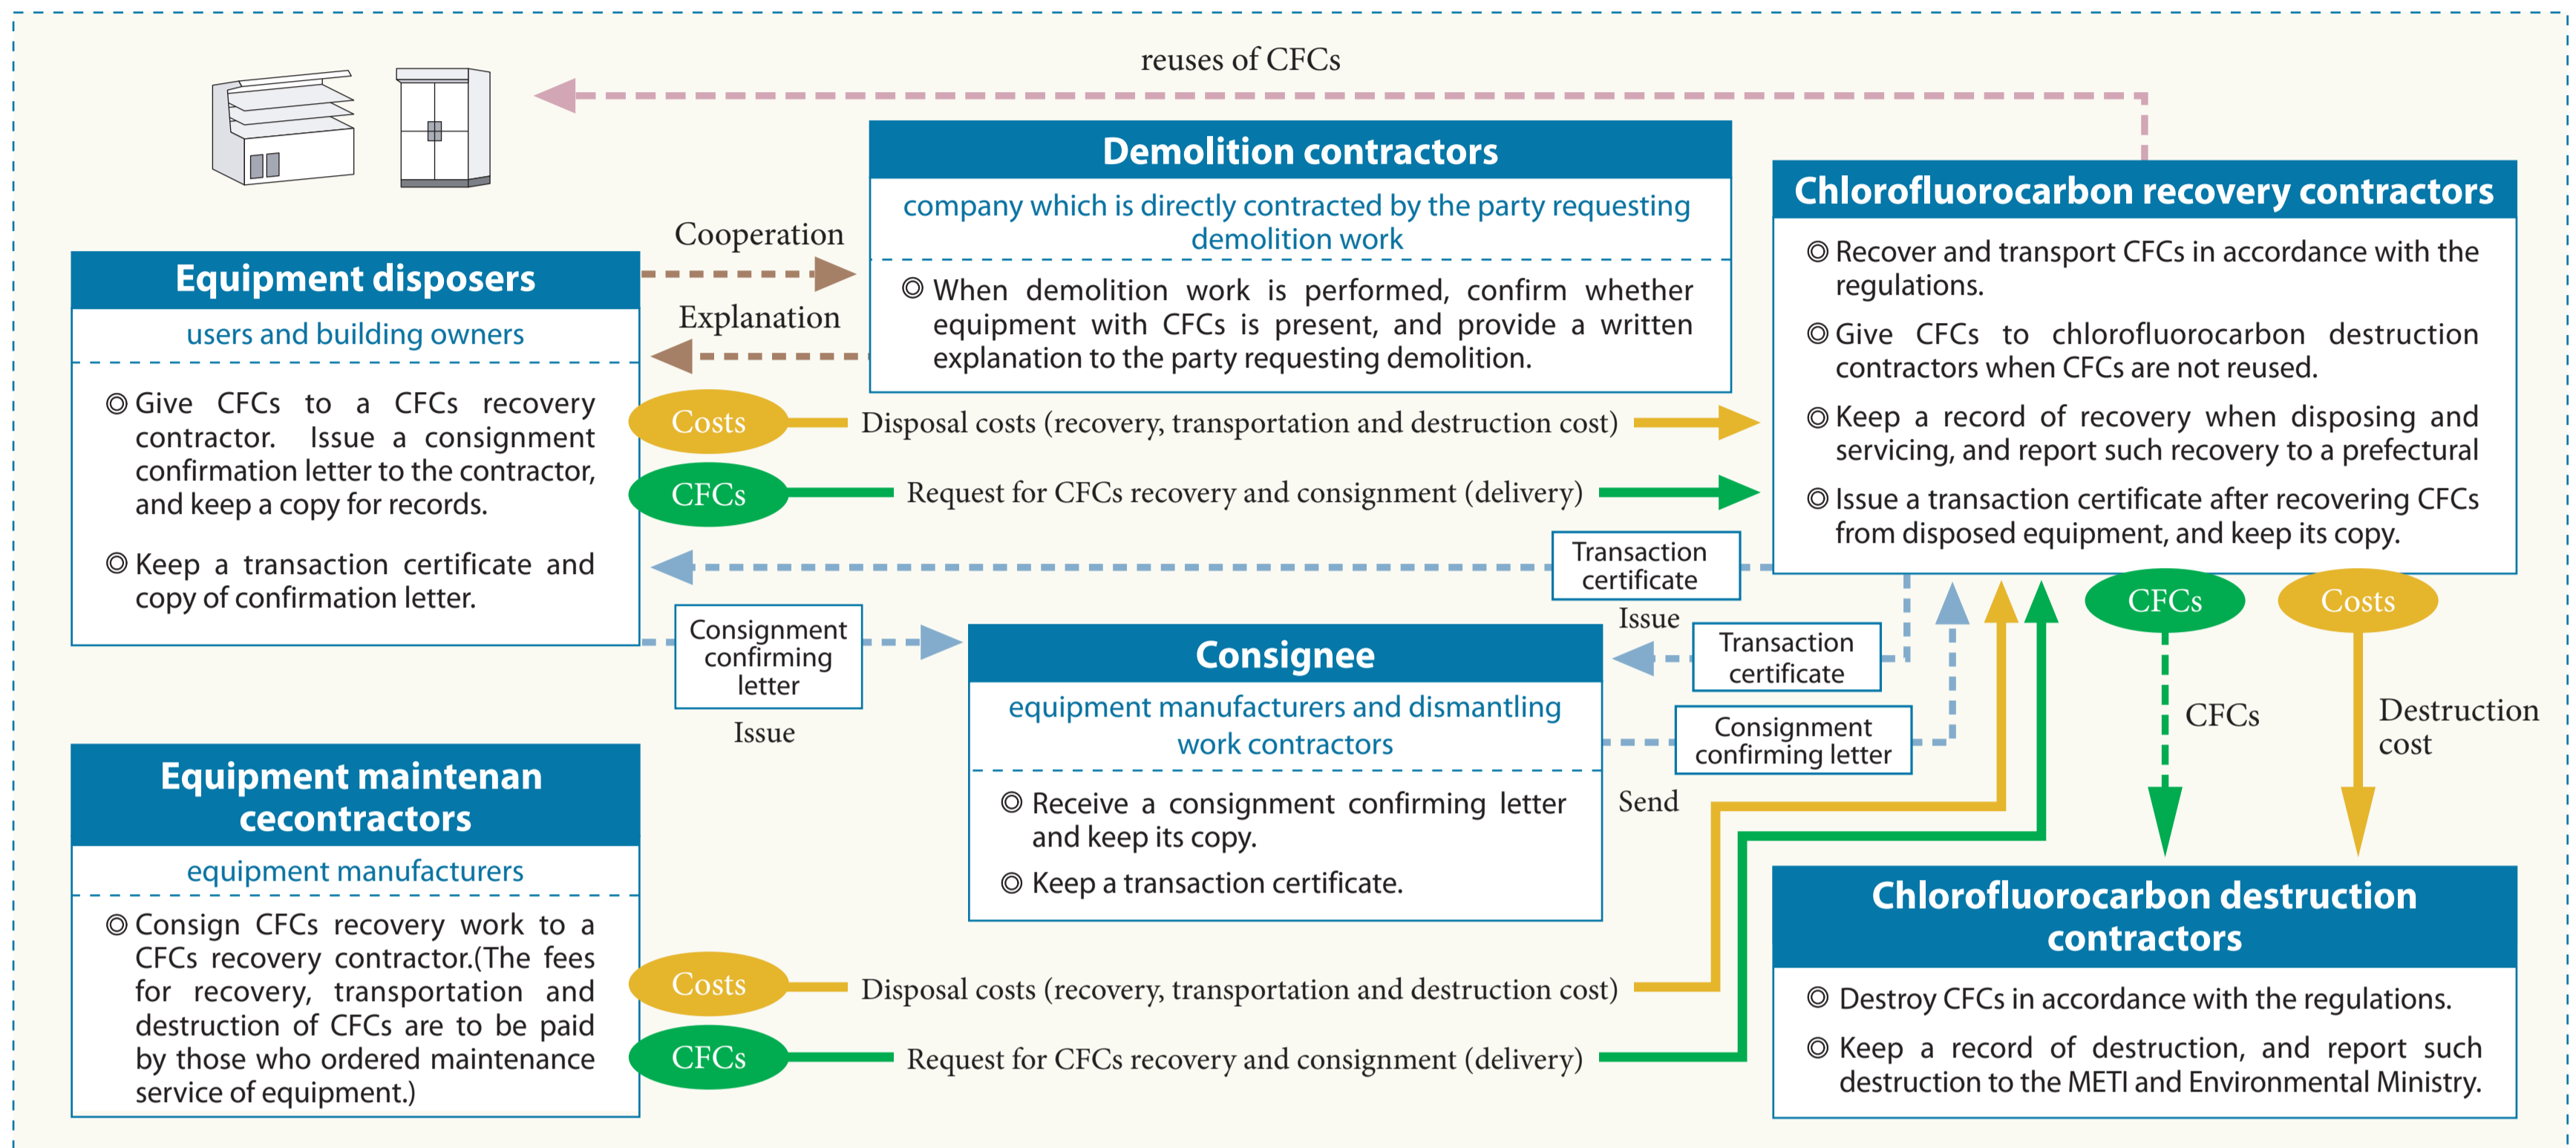 reuses of CFCs
Demolition contractors
company which is directly contracted by the party requesting
demolition work
◎ When demolition work is performed, confirm whether
equipment with CFCs is present, and provide a written
explanation to the party requesting demolition.
Chlorofluorocarbon recovery contractors
◎ Recover and transport CFCs in accordance with the
regulations.
◎ Give CFCs to chlorofluorocarbon destruction
contractors when CFCs are not reused.
◎ Keep a record of recovery when disposing and
servicing, and report such recovery to a prefectural
◎ Issue a transaction certificate after recovering CFCs
from disposed equipment, and keep its copy.
Cooperation
Explanation
Equipment disposers
users and building owners
◎ Give CFCs to a CFCs recovery
contractor. Issue a consignment
confirmation letter to the contractor,
and keep a copy for records.
◎ Keep a transaction certificate and
copy of confirmation letter.
Costs
Disposal costs (recovery, transportation and destruction cost)
CFCs
Request for CFCs recovery and consignment (delivery)
Transaction
certificate
Issue
Consignment
confirming
letter
Issue
Consignee
equipment manufacturers and dismantling
work contractors
◎ Receive a consignment confirming letter
and keep its copy.
◎ Keep a transaction certificate.
Transaction
certificate
Consignment
confirming letter
Send
CFCs
Costs
CFCs
Destruction
cost
Equipment maintenan
cecontractors
equipment manufacturers
◎ Consign CFCs recovery work to a
CFCs recovery contractor.(The fees
for recovery, transportation and
destruction of CFCs are to be paid
by those who ordered maintenance
service of equipment.)
Costs
Disposal costs (recovery, transportation and destruction cost)
CFCs
Request for CFCs recovery and consignment (delivery)
Chlorofluorocarbon destruction
contractors
◎ Destroy CFCs in accordance with the regulations.
◎ Keep a record of destruction, and report such
destruction to the METI and Environmental Ministry.